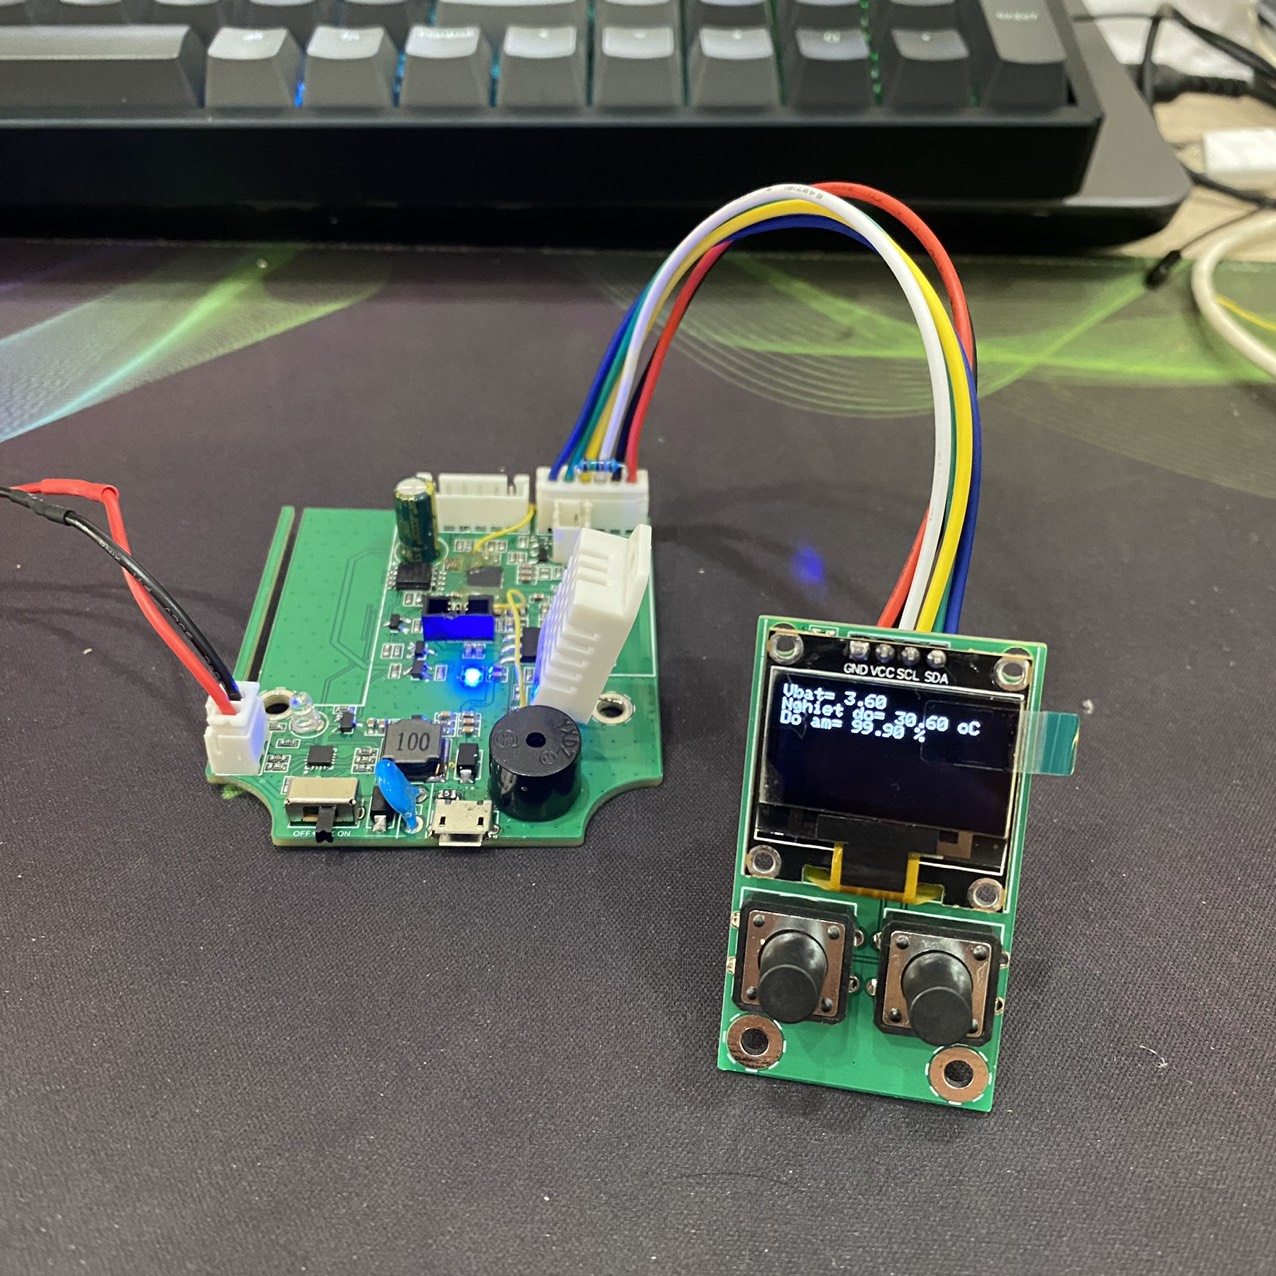 GND VCC SCL SDA
Vbat= 3.60
Nghiet do= 30.60 oC
Do am= 99.90 %
100
OFF ON